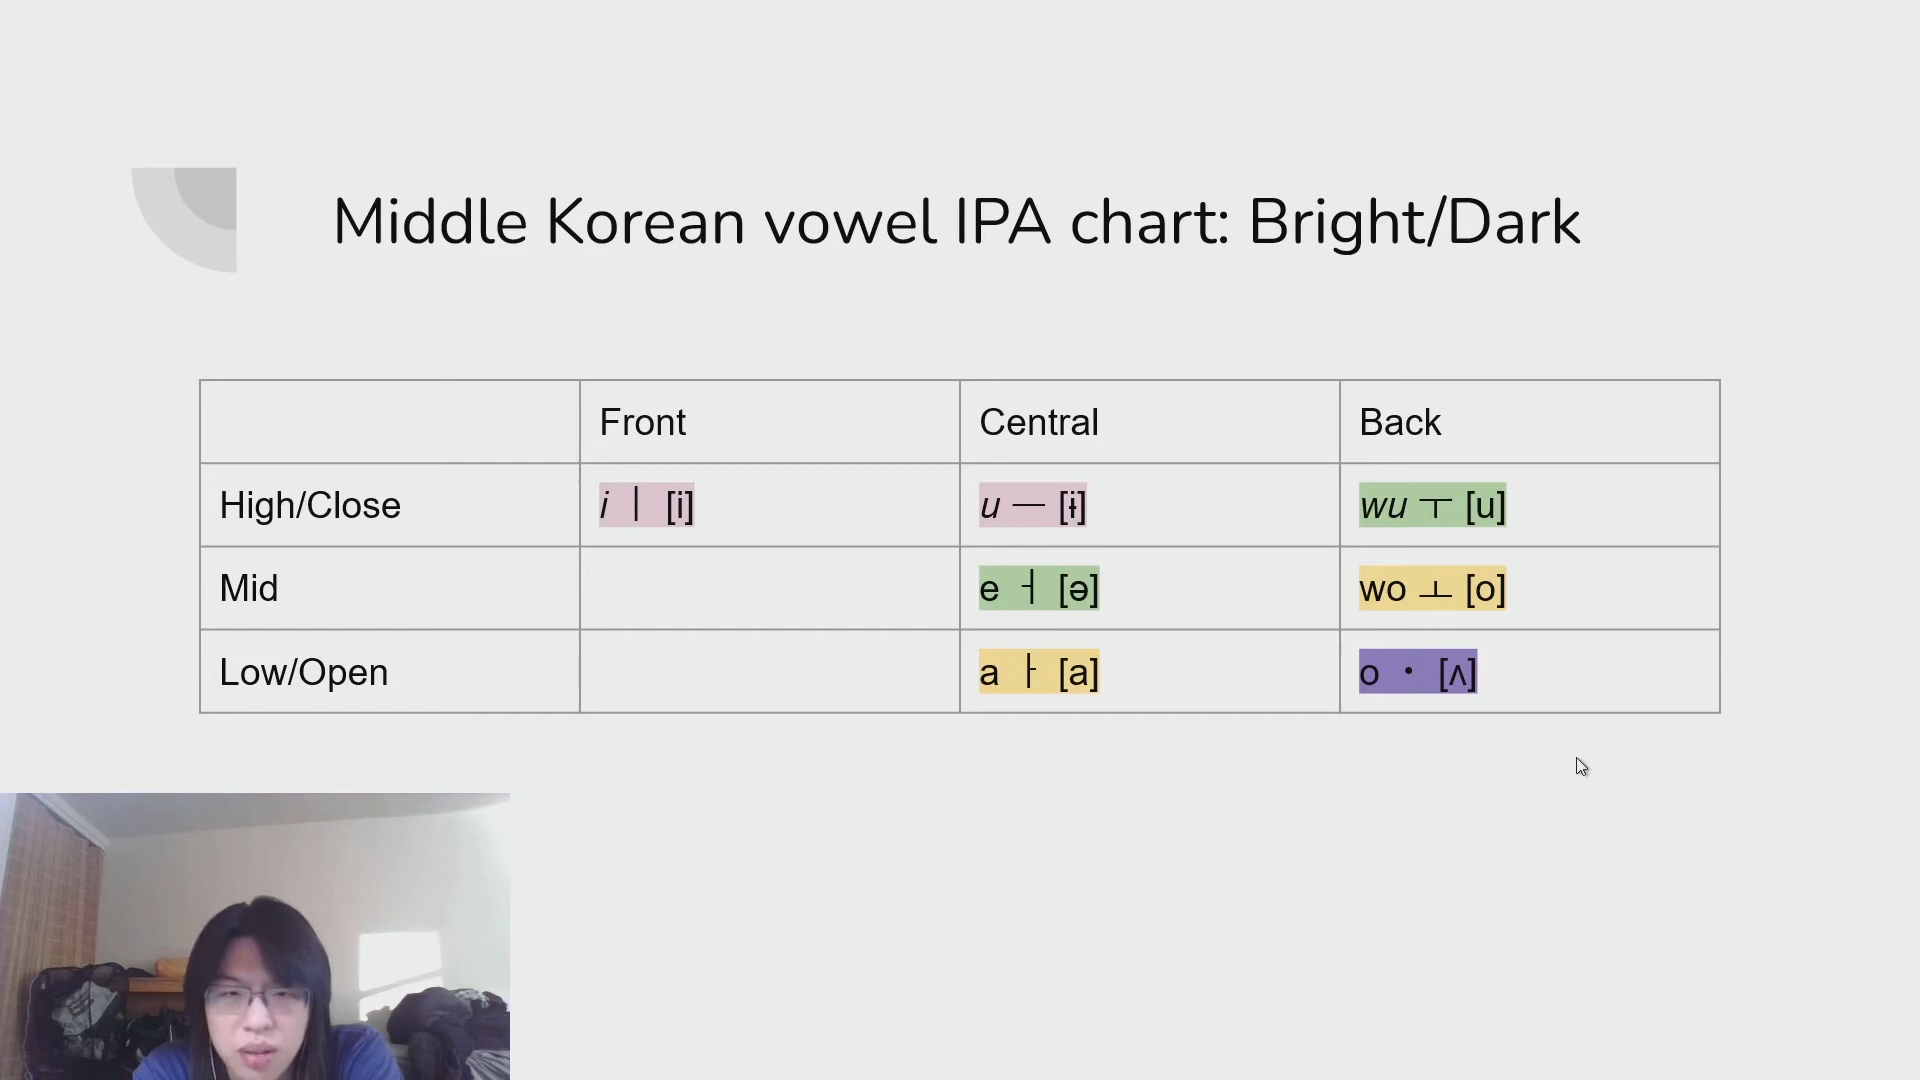 Middle Korean vowel IPA chart: Bright/Dark
Front Central Back
High/Close i ㅣ [i] u ㅡ [ɨ] wu ㅜ [u]
Mid e ㅓ [ə] wo ㅗ [o]
Low/Open a ㅏ [a] o ㆍ [ʌ]